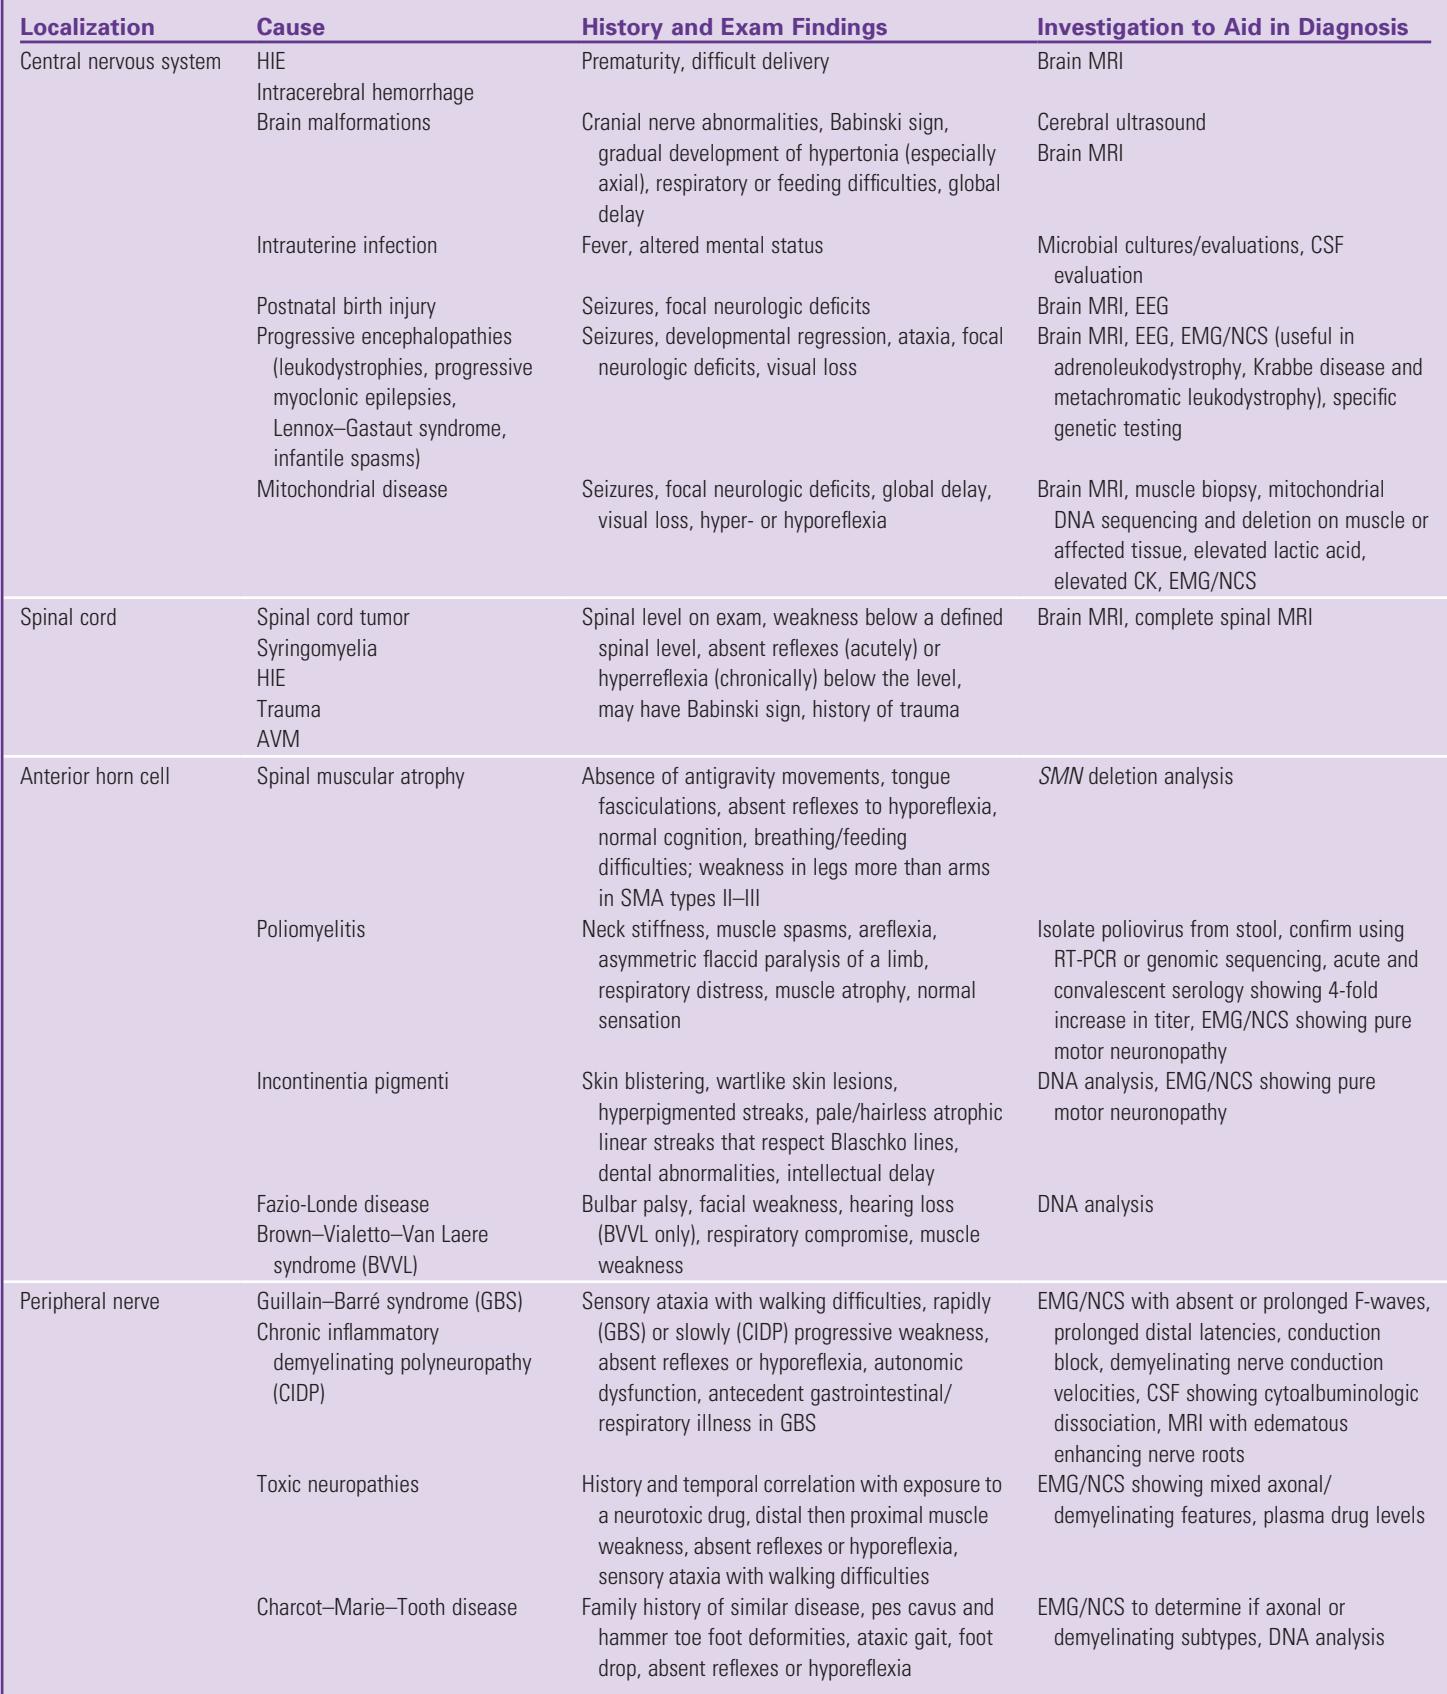 Localization Cause History and Exam Findings Investigation to Aid in Diagnosis
Central nervous system HIE Prematurity, difficult delivery Brain MRI
Intracerebral hemorrhage
Brain malformations Cranial nerve abnormalities, Babinski sign, Cerebral ultrasound
gradual development of hypertonia (especially Brain MRI
axial), respiratory or feeding difficulties, global
delay
Intrauterine infection Fever, altered mental status Microbial cultures/evaluations, CSF
evaluation
Postnatal birth injury Seizures, focal neurologic deficits Brain MRI, EEG
Progressive encephalopathies Seizures, developmental regression, ataxia, focal Brain MRI, EEG, EMG/NCS (useful in
(leukodystrophies, progressive neurologic deficits, visual loss adrenoleukodystrophy, Krabbe disease and
myoclonic epilepsies, metachromatic leukodystrophy), specific
Lennox–Gastaut syndrome, genetic testing
infantile spasms)
Mitochondrial disease Seizures, focal neurologic deficits, global delay, Brain MRI, muscle biopsy, mitochondrial
visual loss, hyper- or hyporeflexia DNA sequencing and deletion on muscle or
affected tissue, elevated lactic acid,
elevated CK, EMG/NCS
Spinal cord Spinal cord tumor Spinal level on exam, weakness below a defined Brain MRI, complete spinal MRI
Syringomyelia spinal level, absent reflexes (acutely) or
HIE hyperreflexia (chronically) below the level,
Trauma may have Babinski sign, history of trauma
AVM
Anterior horn cell Spinal muscular atrophy Absence of antigravity movements, tongue SMN deletion analysis
fasciculations, absent reflexes to hyporeflexia,
normal cognition, breathing/feeding
difficulties; weakness in legs more than arms
in SMA types II–III
Poliomyelitis Neck stiffness, muscle spasms, areflexia, Isolate poliovirus from stool, confirm using
asymmetric flaccid paralysis of a limb, RT-PCR or genomic sequencing, acute and
respiratory distress, muscle atrophy, normal convalescent serology showing 4-fold
sensation increase in titer, EMG/NCS showing pure
motor neuronopathy
Incontinentia pigmenti Skin blistering, wartlike skin lesions, DNA analysis, EMG/NCS showing pure
hyperpigmented streaks, pale/hairless atrophic motor neuronopathy
linear streaks that respect Blaschko lines,
dental abnormalities, intellectual delay
Fazio-Londe disease Bulbar palsy, facial weakness, hearing loss DNA analysis
Brown–Vialetto–Van Laere (BVVL only), respiratory compromise, muscle
syndrome (BVVL) weakness
Peripheral nerve Guillain–Barré syndrome (GBS) Sensory ataxia with walking difficulties, rapidly EMG/NCS with absent or prolonged F-waves,
Chronic inflammatory (GBS) or slowly (CIDP) progressive weakness, prolonged distal latencies, conduction
demyelinating polyneuropathy absent reflexes or hyporeflexia, autonomic block, demyelinating nerve conduction
(CIDP) dysfunction, antecedent gastrointestinal/ velocities, CSF showing cytoalbuminologic
respiratory illness in GBS dissociation, MRI with edematous
enhancing nerve roots
Toxic neuropathies History and temporal correlation with exposure to EMG/NCS showing mixed axonal/
a neurotoxic drug, distal then proximal muscle demyelinating features, plasma drug levels
weakness, absent reflexes or hyporeflexia,
sensory ataxia with walking difficulties
Charcot–Marie–Tooth disease Family history of similar disease, pes cavus and EMG/NCS to determine if axonal or
hammer toe foot deformities, ataxic gait, foot demyelinating subtypes, DNA analysis
drop, absent reflexes or hyporeflexia